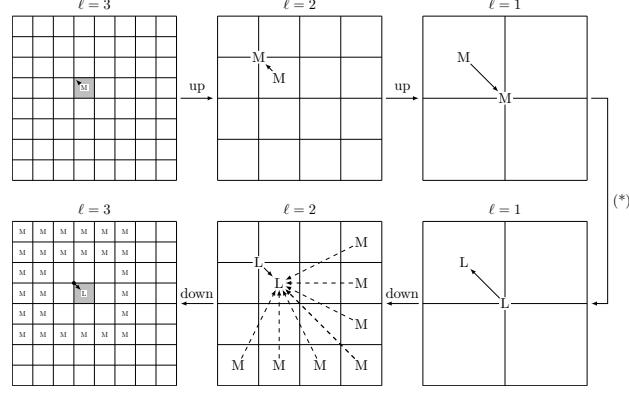 ℓ = 3 ℓ = 2 ℓ = 1
M M
M
M
up up
M
(*)
ℓ = 3 ℓ = 2 ℓ = 1
M M M M M M
M
M M M M M M
L L
M M M
L M
M M L M
down down
L
M M M
M
M M M M M M
M M M M